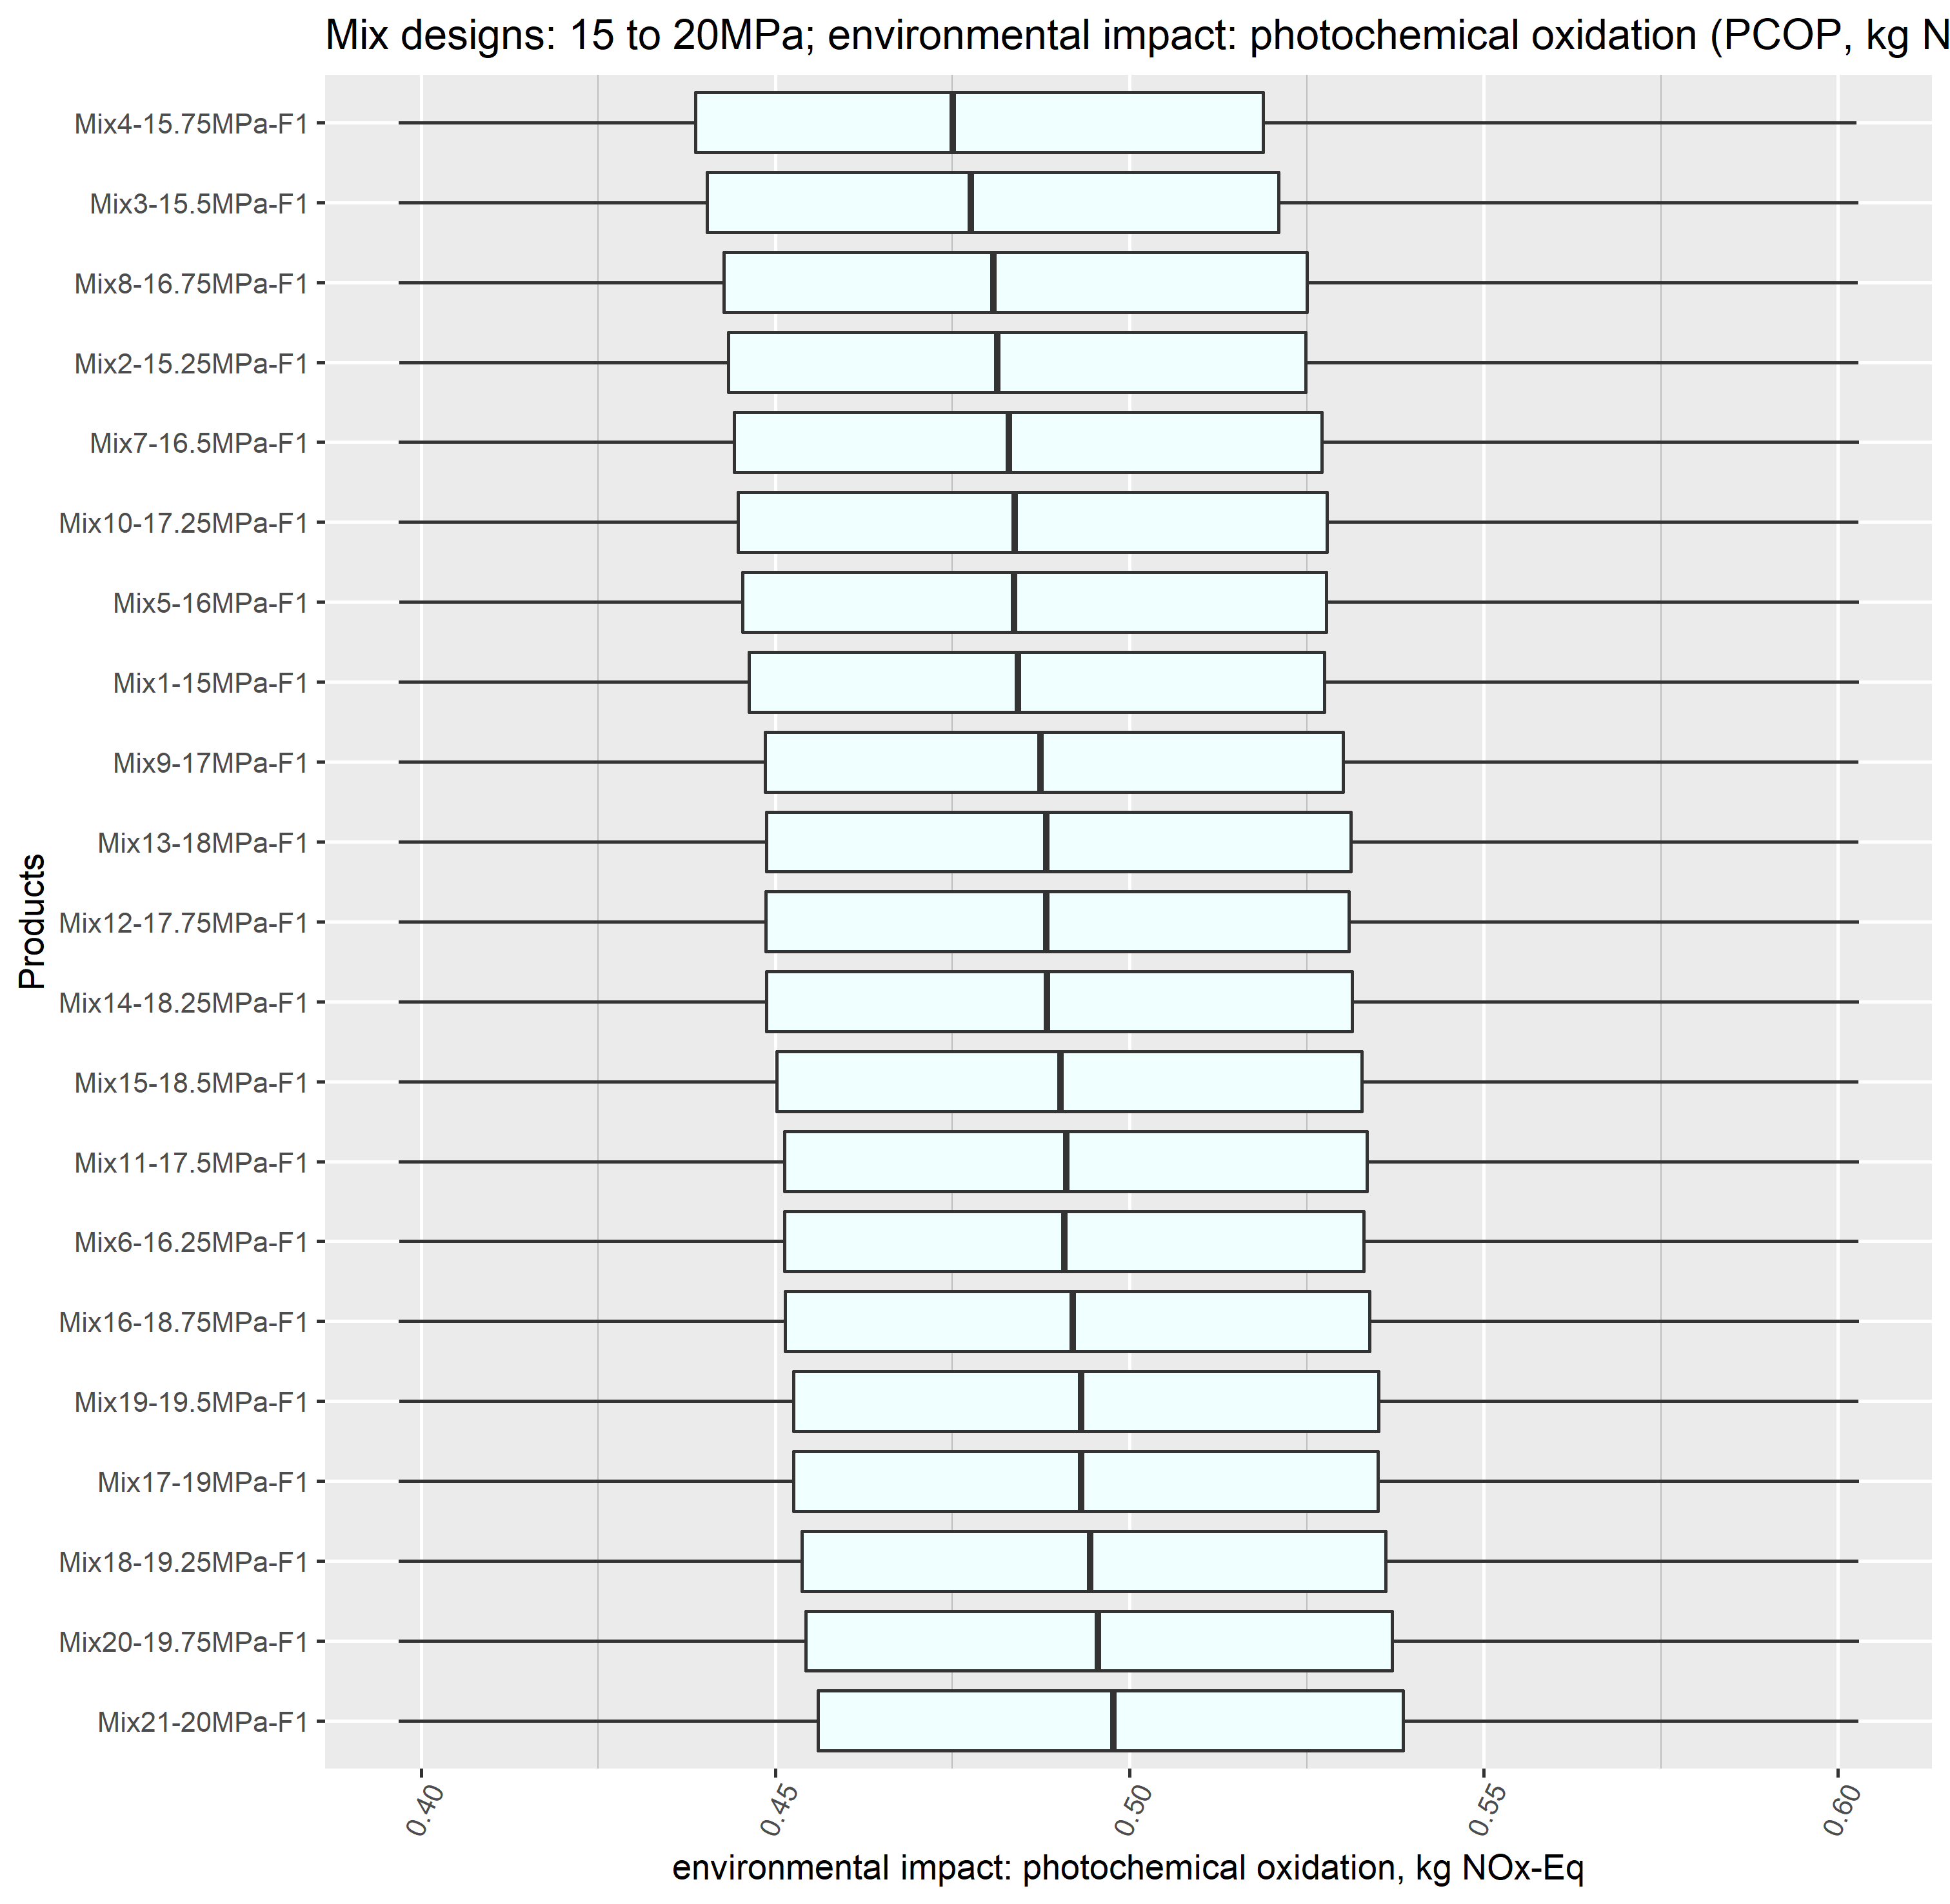 Mix designs: 15 to 20MPa; environmental impact: photochemical oxidation (PCOP, kg N
Products
Mix4-15.75MPa-F1
Mix3-15.5MPa-F1
Mix8-16.75MPa-F1
Mix2-15.25MPa-F1
Mix7-16.5MPa-F1
Mix10-17.25MPa-F1
Mix5-16MPa-F1
Mix1-15MPa-F1
Mix9-17MPa-F1
Mix13-18MPa-F1
Mix12-17.75MPa-F1
Mix14-18.25MPa-F1
Mix15-18.5MPa-F1
Mix11-17.5MPa-F1
Mix6-16.25MPa-F1
Mix16-18.75MPa-F1
Mix19-19.5MPa-F1
Mix17-19MPa-F1
Mix18-19.25MPa-F1
Mix20-19.75MPa-F1
Mix21-20MPa-F1
0.40 0.45 0.50 0.55 0.60
environmental impact: photochemical oxidation, kg NOx-Eq